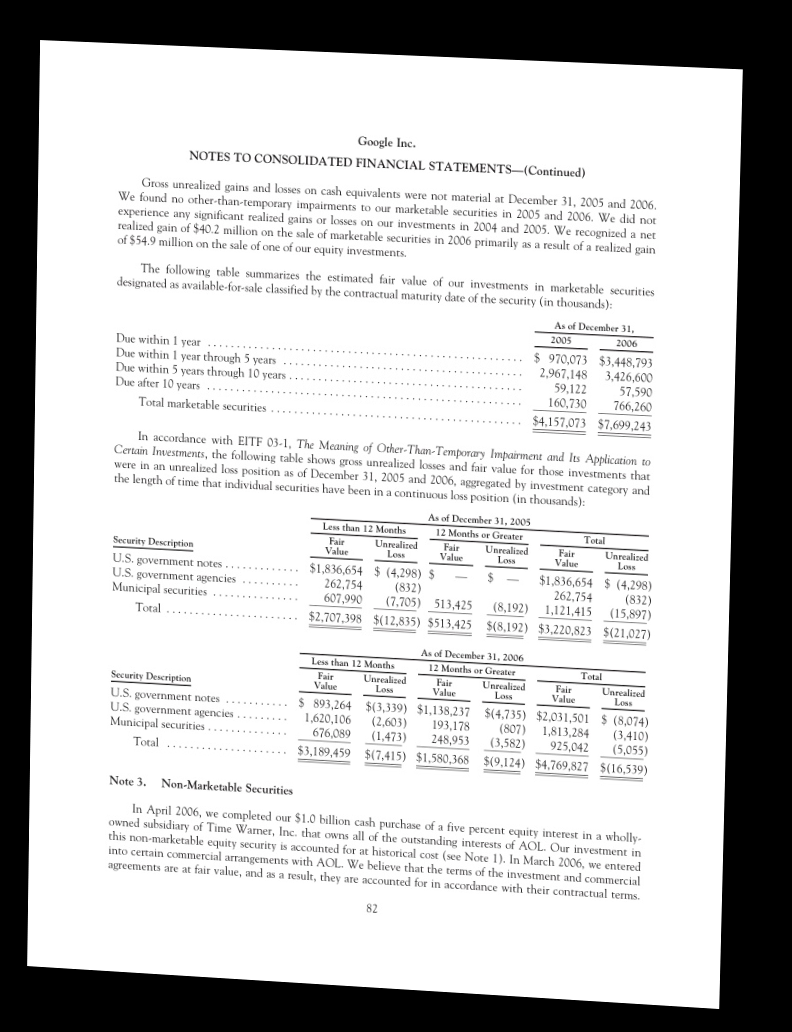 Google Inc.
NOTES TO CONSOLIDATED FINANCIAL STATEMENTS—(Continued)
Gross unrealized gains and losses on cash equivalents were not material at December 31, 2005 and 2006.
We found no other-than-temporary impairments to our marketable securities in 2005 and 2006. We did not
experience any significant realized gains or losses on our investments in 2004 and 2005. We recognized a net
realized gain of $40.2 million on the sale of marketable securities in 2006 primarily as a result of a realized gain
of $54.9 million on the sale of one of our equity investments.
The following table summarizes the estimated fair value of our investments in marketable securities
designated as available-for-sale classified by the contractual maturity date of the security (in thousands):
As of December 31,
2005 2006
Due within 1 year $ 970,073 $3,448,793
Due within 1 year through 5 years 2,967,148 3,426,600
Due within 5 years through 10 years 59,122 57,590
Due after 10 years 160,730 766,260
Total marketable securities $4,157,073 $7,699,243
In accordance with EITF 03-1, The Meaning of Other-Than-Temporary Impairment and Its Application to
Certain Investments, the following table shows gross unrealized losses and fair value for those investments that
were in an unrealized loss position as of December 31, 2005 and 2006, aggregated by investment category and
the length of time that individual securities have been in a continuous loss position (in thousands):
As of December 31, 2005
Less than 12 Months 12 Months or Greater Total
Security Description Fair Value Unrealized Loss Fair Value Unrealized Loss Fair Value Unrealized Loss
U.S. government notes $1,836,654 $ (4,298) $ — $ — $1,836,654 $ (4,298)
U.S. government agencies 262,754 (832) 262,754 (832)
Municipal securities 607,990 (7,705) 513,425 (8,192) 1,121,415 (15,897)
Total $2,707,398 $(12,835) $513,425 $(8,192) $3,220,823 $(21,027)
As of December 31, 2006
Less than 12 Months 12 Months or Greater Total
Security Description Fair Value Unrealized Loss Fair Value Unrealized Loss Fair Value Unrealized Loss
U.S. government notes $ 893,264 $(3,339) $1,138,237 $(4,735) $2,031,501 $ (8,074)
U.S. government agencies 1,620,106 (2,603) 193,178 (807) 1,813,284 (3,410)
Municipal securities 676,089 (1,473) 248,953 (3,582) 925,042 (5,055)
Total $3,189,459 $(7,415) $1,580,368 $(9,124) $4,769,827 $(16,539)
Note 3. Non-Marketable Securities
In April 2006, we completed our $1.0 billion cash purchase of a five percent equity interest in a wholly-
owned subsidiary of Time Warner, Inc. that owns all of the outstanding interests of AOL. Our investment in
this non-marketable equity security is accounted for at historical cost (see Note 1). In March 2006, we entered
into certain commercial arrangements with AOL. We believe that the terms of the investment and commercial
agreements are at fair value, and as a result, they are accounted for in accordance with their contractual terms.
82